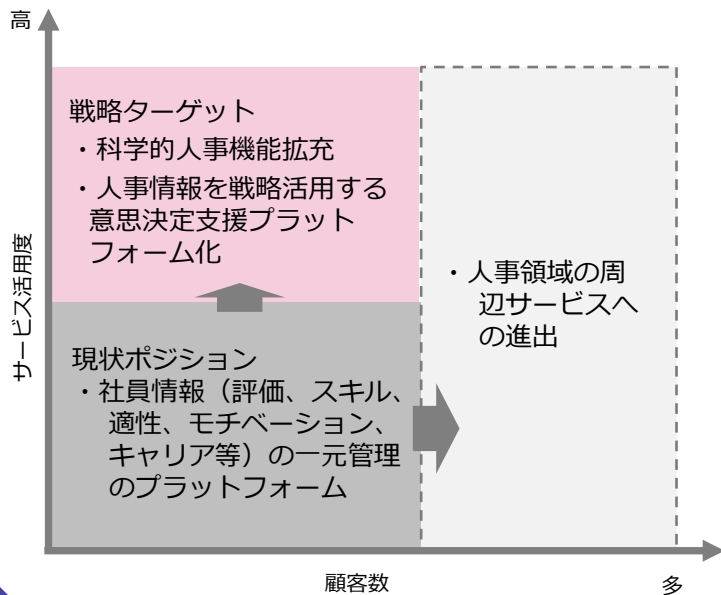 高
戦略ターゲット
・科学的人事機能拡充
・人事情報を戦略活用する
意思決定支援プラット
フォーム化
サービス活用度
・人事領域の周
辺サービスへ
の進出
現状ポジション
・社員情報（評価、スキル、
適性、モチベーション、
キャリア等）の一元管理
のプラットフォーム
顧客数
多